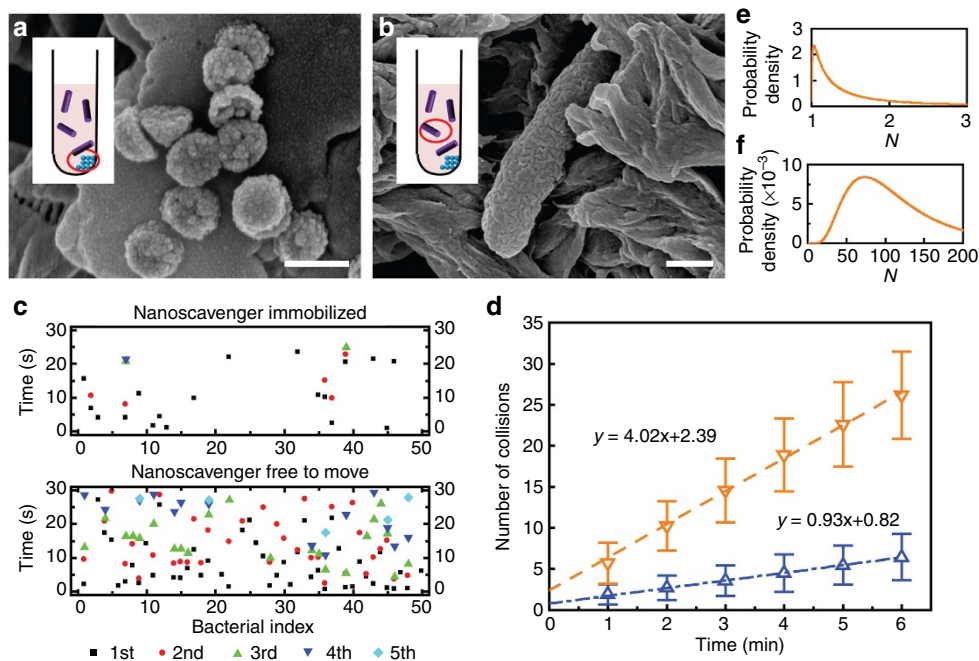 a
b
c
Nanoscavenger immobilized
30
20
10
0
Time (s)
30
20
10
0
0 10 20 30 40 50
Nanoscavenger free to move
30
20
10
0
Time (s)
30
20
10
0
0 10 20 30 40 50
Bacterial index
1st 2nd 3rd 4th 5th
d
35
30
25
20
15
10
5
0
Number of collisions
y = 4.02x+2.39
y = 0.93x+0.82
0 1 2 3 4 5 6
Time (min)
e
Probability
density
3
2
1
0
1 2 3
N
f
Probability
density (×10⁻³)
10
5
0
0 50 100 150 200
N